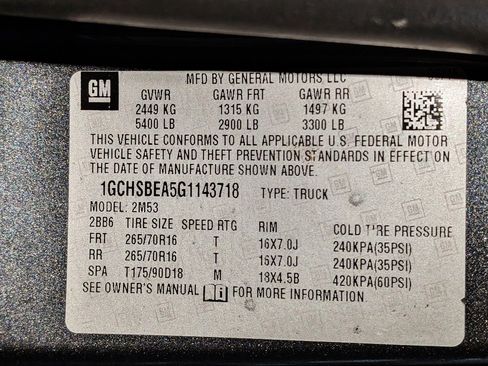 MFD BY GENERAL MOTORS LLC
GM
GVWR GAWR FRT GAWR RR
2449 KG 1315 KG 1497 KG
5400 LB 2900 LB 3300 LB
THIS VEHICLE CONFORMS TO ALL APPLICABLE U.S. FEDERAL MOTOR
VEHICLE SAFETY AND THEFT PREVENTION STANDARDS IN EFFECT ON
THE DATE OF MANUFACTURE SHOWN ABOVE.
1GCHSBEA5G1143718 TYPE: TRUCK
MODEL: 2M53
2BB6 TIRE SIZE SPEED RTG RIM COLD TIRE PRESSURE
FRT 265/70R16 T 16X7.0J 240KPA(35PSI)
RR 265/70R16 T 16X7.0J 240KPA(35PSI)
SPA T175/90D18 M 18X4.5B 420KPA(60PSI)
SEE OWNER'S MANUAL FOR MORE INFORMATION.